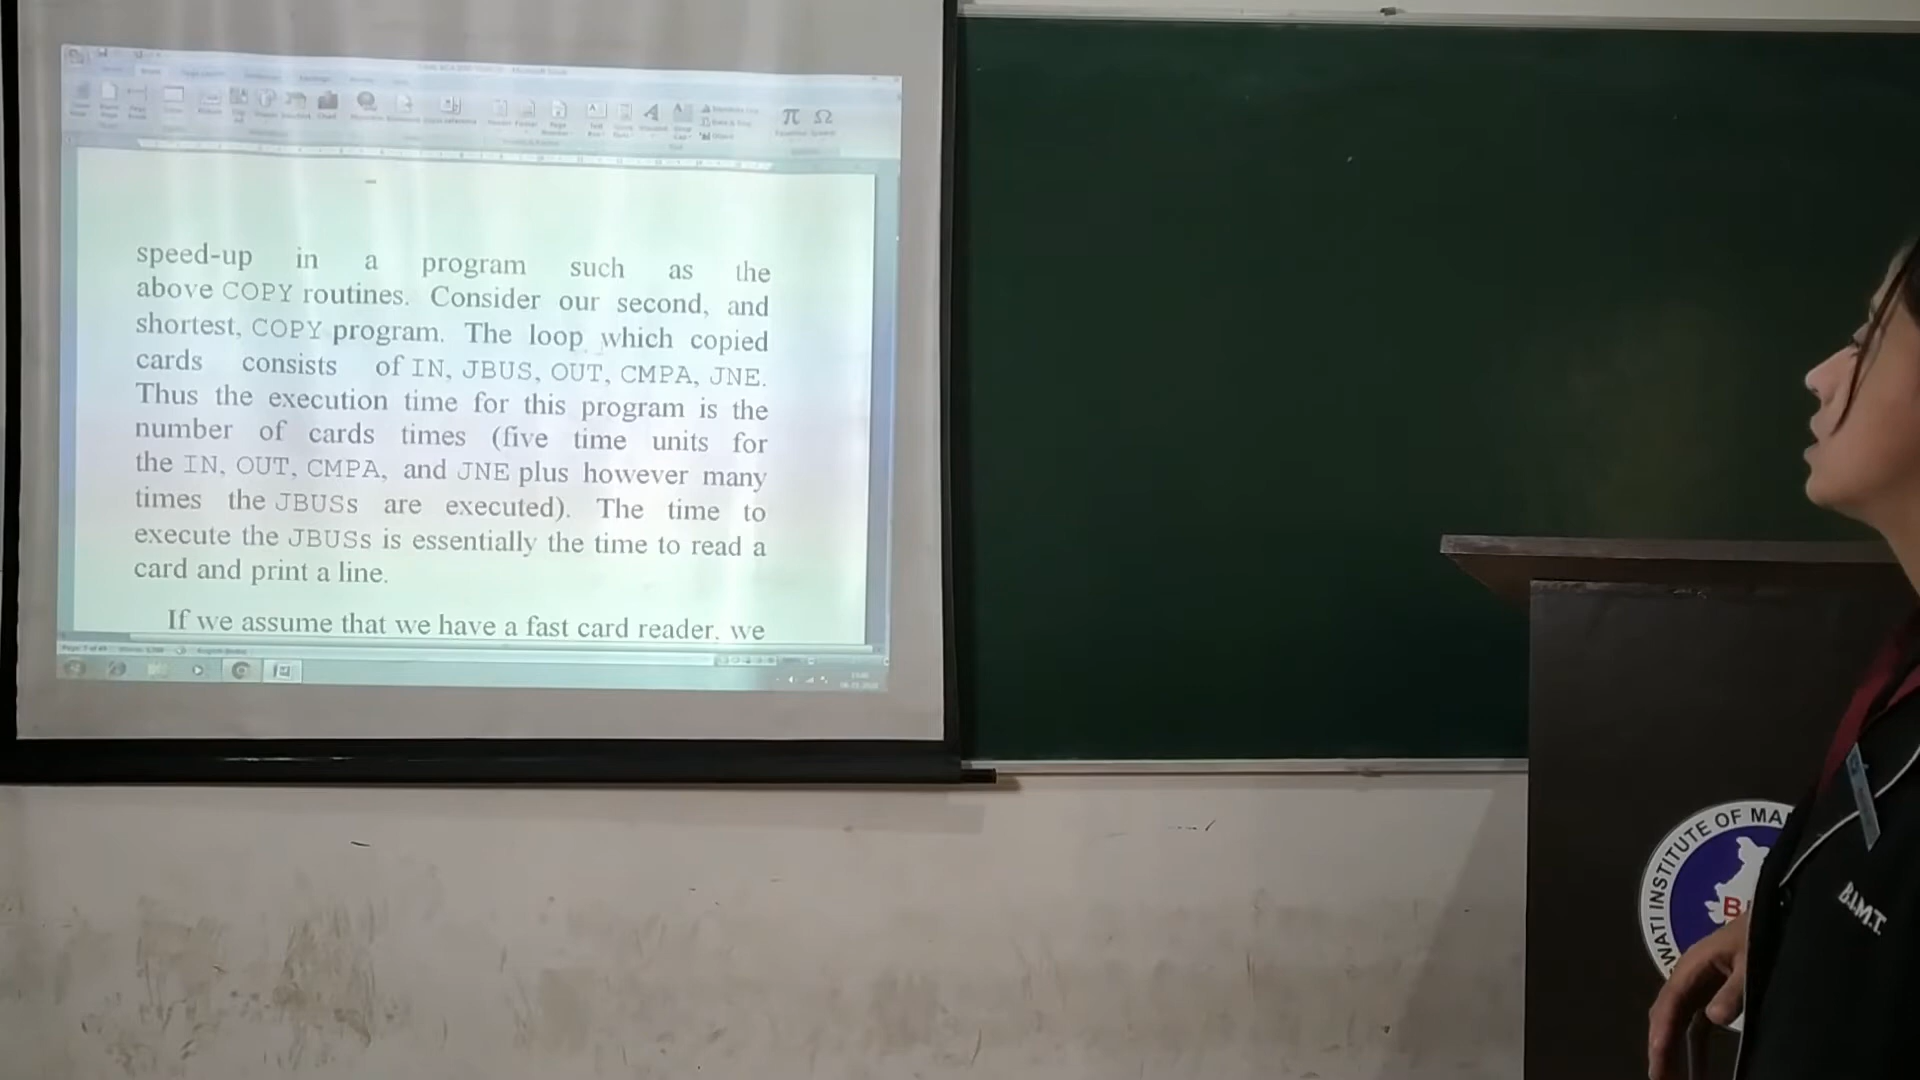 speed-up in a program such as the
above COPY routines. Consider our second, and
shortest, COPY program. The loop which copied
cards consists of IN, JBUS, OUT, CMPA, JNE.
Thus the execution time for this program is the
number of cards times (five time units for
the IN, OUT, CMPA, and JNE plus however many
times the JBUSs are executed). The time to
execute the JBUSs is essentially the time to read a
card and print a line.
If we assume that we have a fast card reader, we
WATI INSTITUTE OF MA
B.I.M.T.